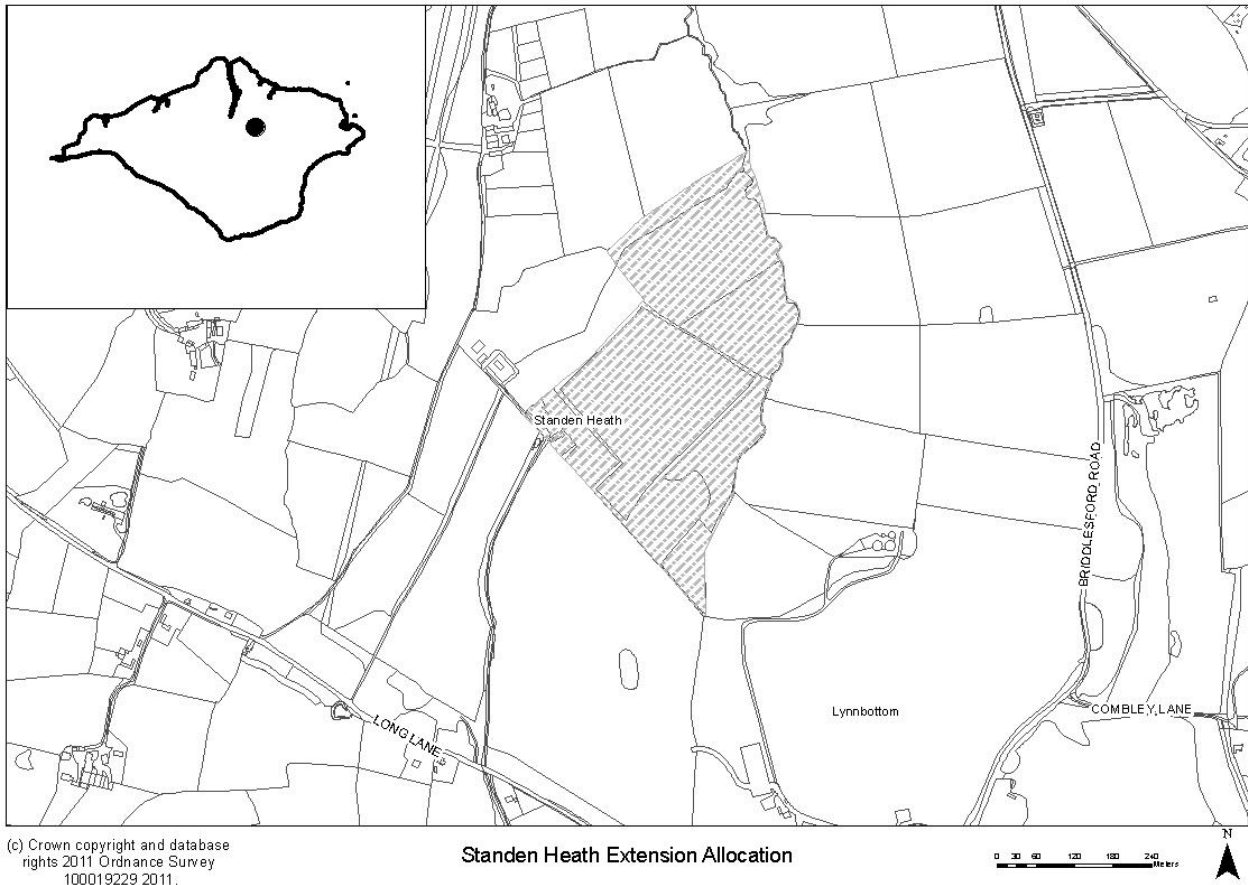 Standen Heath
BRIDDLESFORD ROAD
Lynnbottom
COMBLEY LANE
LONG LANE
(c) Crown copyright and database
rights 2011 Ordnance Survey
100019229 2011.
Standen Heath Extension Allocation
0 30 60 120 180 240
Meters
N